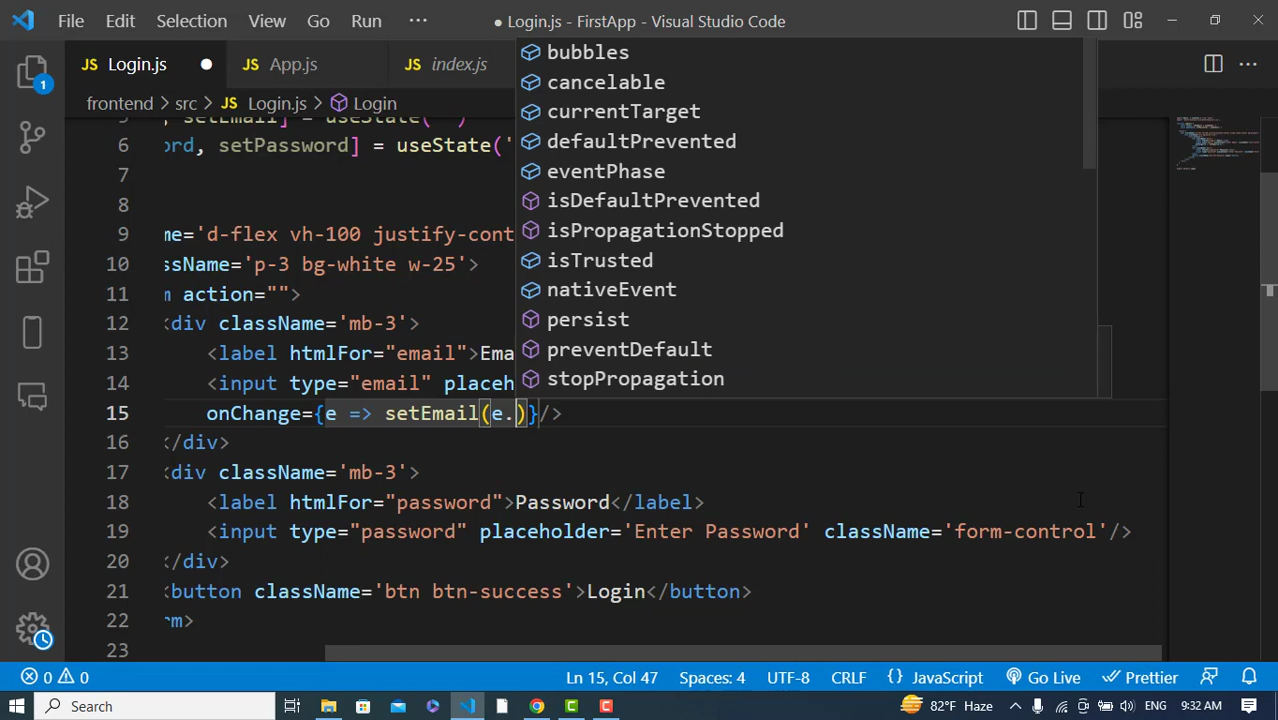 File Edit Selection View Go Run ··· ● Login.js - FirstApp - Visual Studio Code
JS Login.js ● JS App.js JS index.js
frontend > src > JS Login.js > Login
bubbles
cancelable
currentTarget
defaultPrevented
eventPhase
isDefaultPrevented
isPropagationStopped
isTrusted
nativeEvent
persist
preventDefault
stopPropagation
5 , setEmail] = useState('')
6 ord, setPassword] = useState('
7
8
9 me='d-flex vh-100 justify-cont
10 ssName='p-3 bg-white w-25'>
11 m action="">
12 <div className='mb-3'>
13 <label htmlFor="email">Ema
14 <input type="email" placeh
15 onChange={e => setEmail(e.)}/>
16 </div>
17 <div className='mb-3'>
18 <label htmlFor="password">Password</label>
19 <input type="password" placeholder='Enter Password' className='form-control'/>
20 </div>
21 <button className='btn btn-success'>Login</button>
22 rm>
23
1
0 0 Ln 15, Col 47 Spaces: 4 UTF-8 CRLF {} JavaScript Go Live Prettier
Search 82°F Haze ENG 9:32 AM